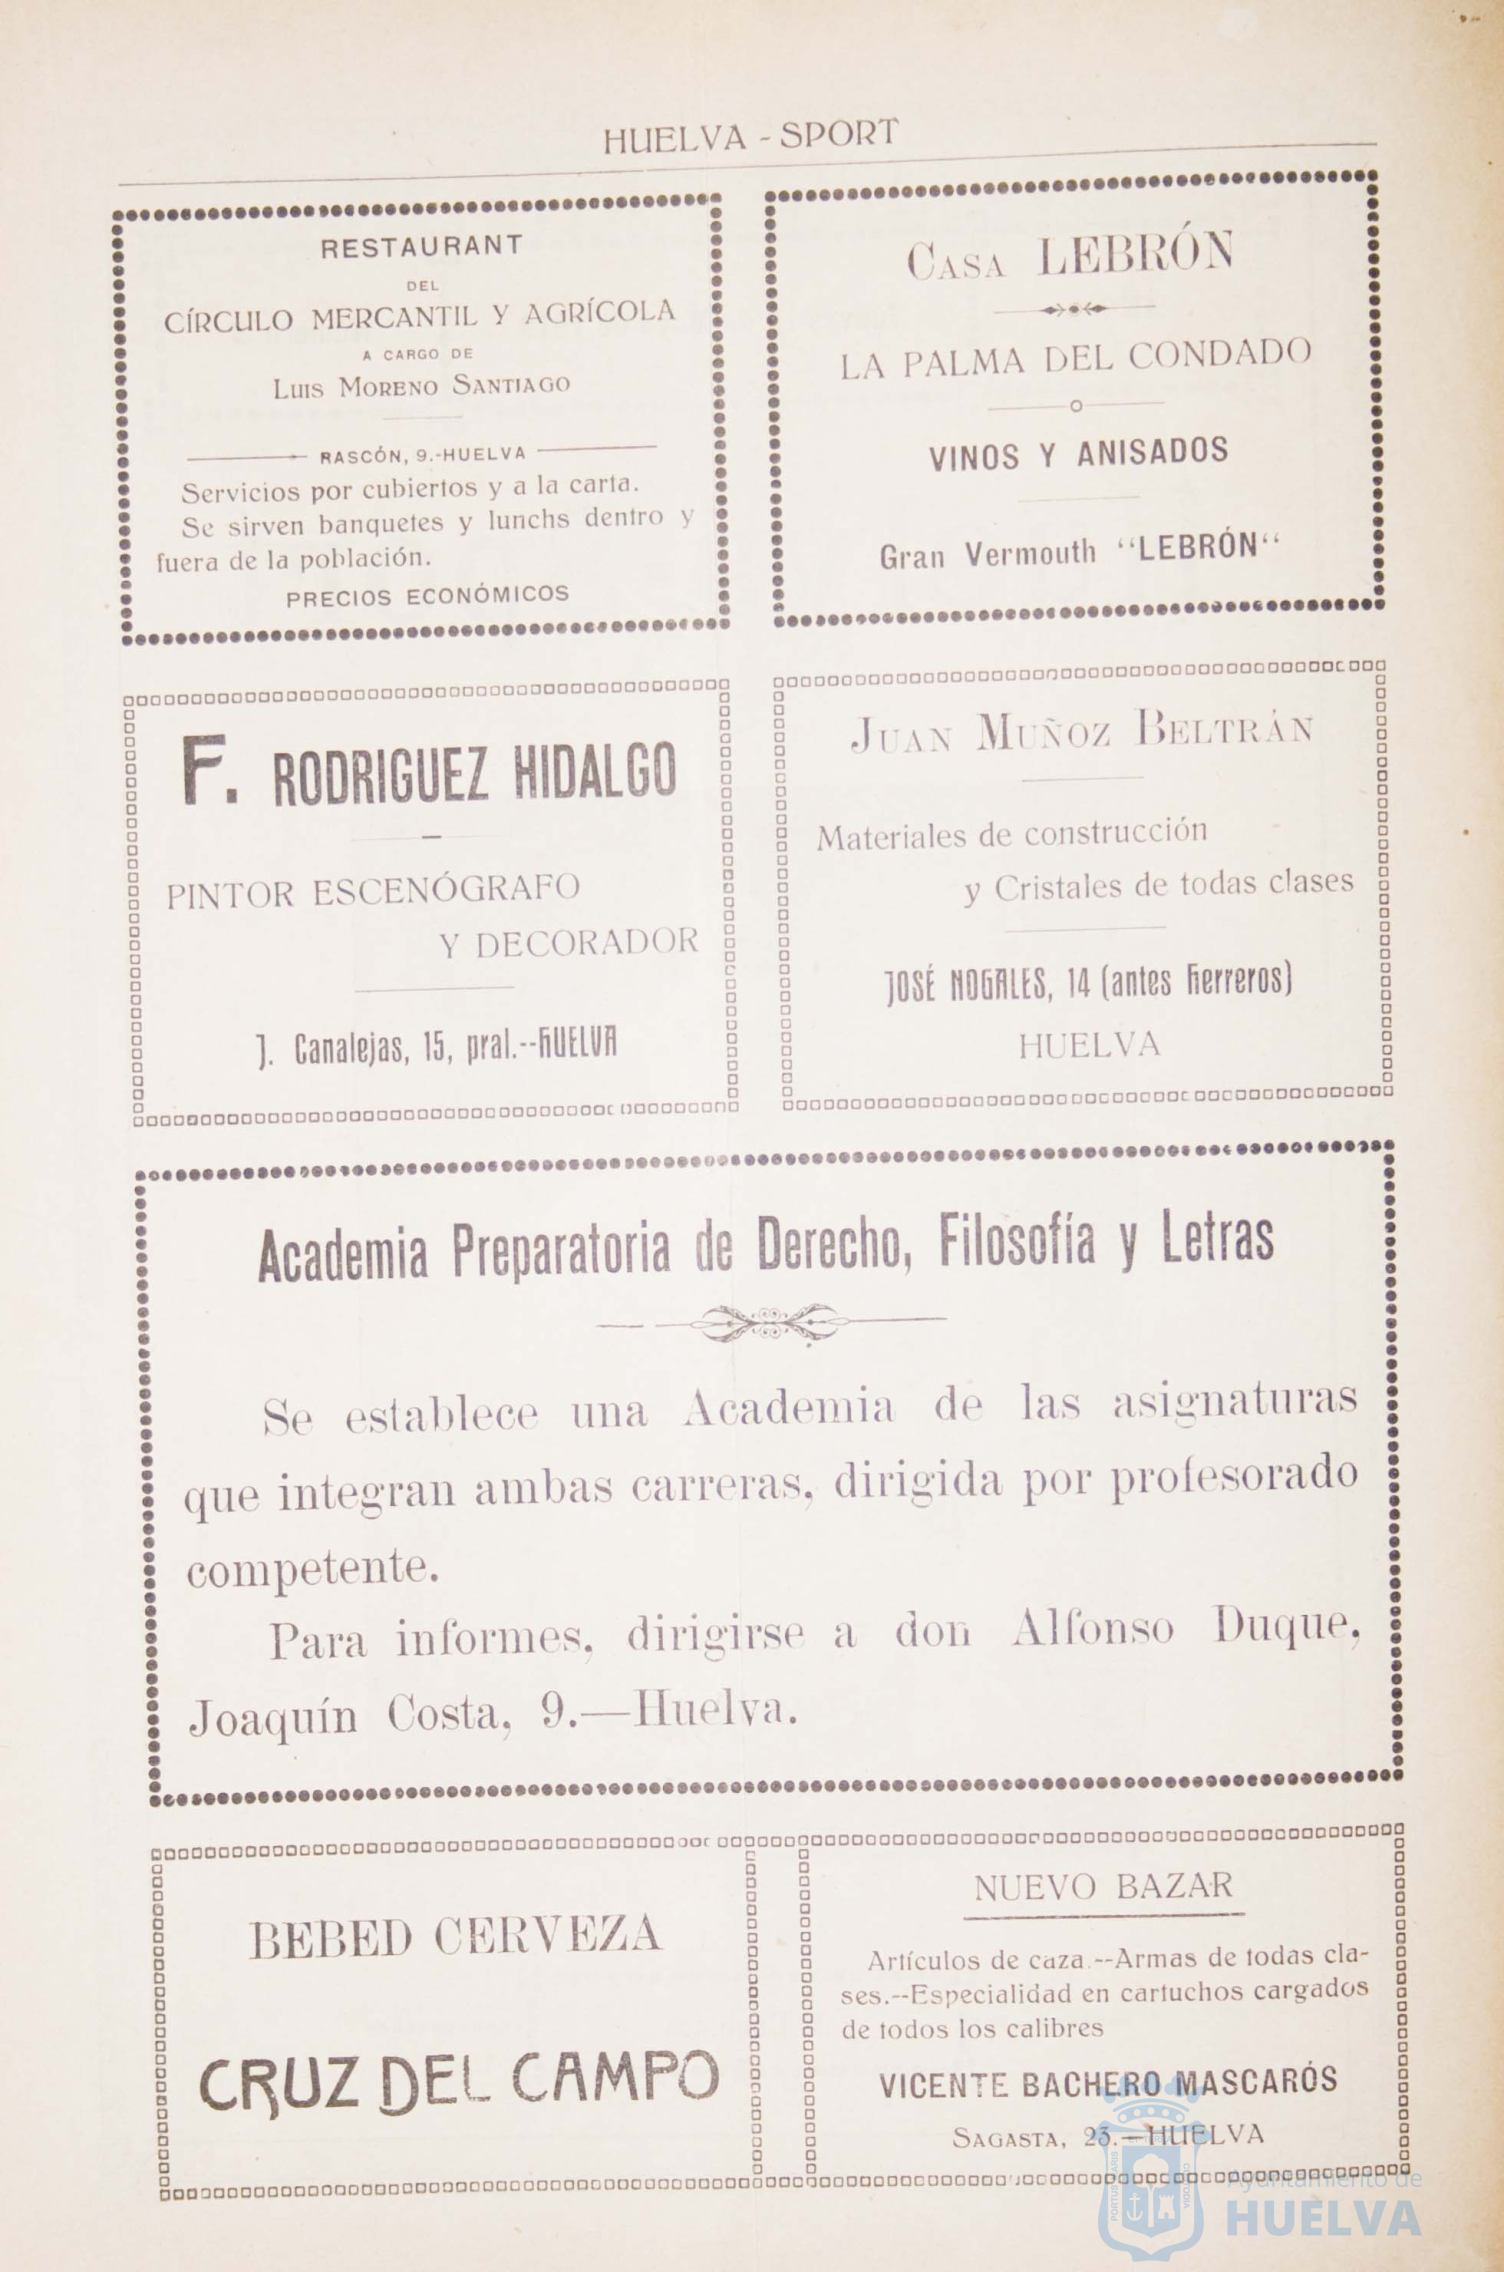 HUELVA - SPORT
RESTAURANT
DEL
CÍRCULO MERCANTIL Y AGRÍCOLA
A CARGO DE
LUIS MORENO SANTIAGO
RASCÓN, 9.-HUELVA
Servicios por cubiertos y a la carta.
Se sirven banquetes y lunchs dentro y
fuera de la población.
PRECIOS ECONÓMICOS
CASA LEBRÓN
LA PALMA DEL CONDADO
VINOS Y ANISADOS
Gran Vermouth “LEBRÓN“
F. RODRIGUEZ HIDALGO
PINTOR ESCENÓGRAFO
Y DECORADOR
J. Canalejas, 15, pral.--HUELVA
JUAN MUÑOZ BELTRÁN
Materiales de construcción
y Cristales de todas clases
JOSÉ NOGALES, 14 (antes Herreros)
HUELVA
Academia Preparatoria de Derecho, Filosofía y Letras
Se establece una Academia de las asignaturas
que integran ambas carreras, dirigida por profesorado
competente.
Para informes, dirigirse a don Alfonso Duque,
Joaquín Costa, 9.—Huelva.
BEBED CERVEZA
CRUZ DEL CAMPO
NUEVO BAZAR
Artículos de caza.--Armas de todas cla-
ses.--Especialidad en cartuchos cargados
de todos los calibres
VICENTE BACHERO MASCARÓS
SAGASTA, 23.—HUELVA
PORTUS MARIS
CUSTODIA
Ayuntamiento de
HUELVA